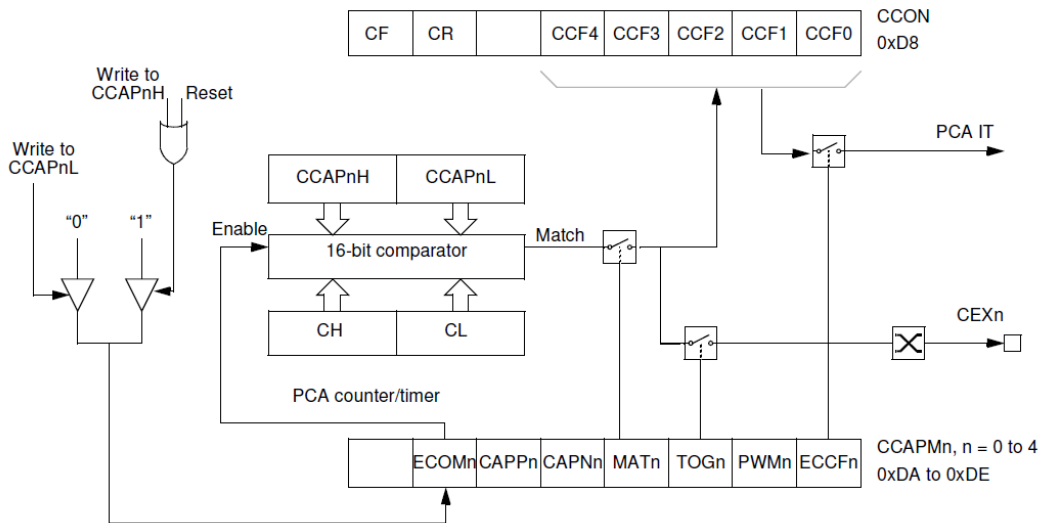 CF CR CCF4 CCF3 CCF2 CCF1 CCF0 CCON
0xD8
Write to
CCAPnH Reset
Write to
CCAPnL
PCA IT
CCAPnH CCAPnL
“0” “1”
Enable
16-bit comparator
Match
CH CL
CEXn
PCA counter/timer
ECOMn CAPPn CAPNn MATn TOGn PWMn ECCFn
CCAPMn, n = 0 to 4
0xDA to 0xDE